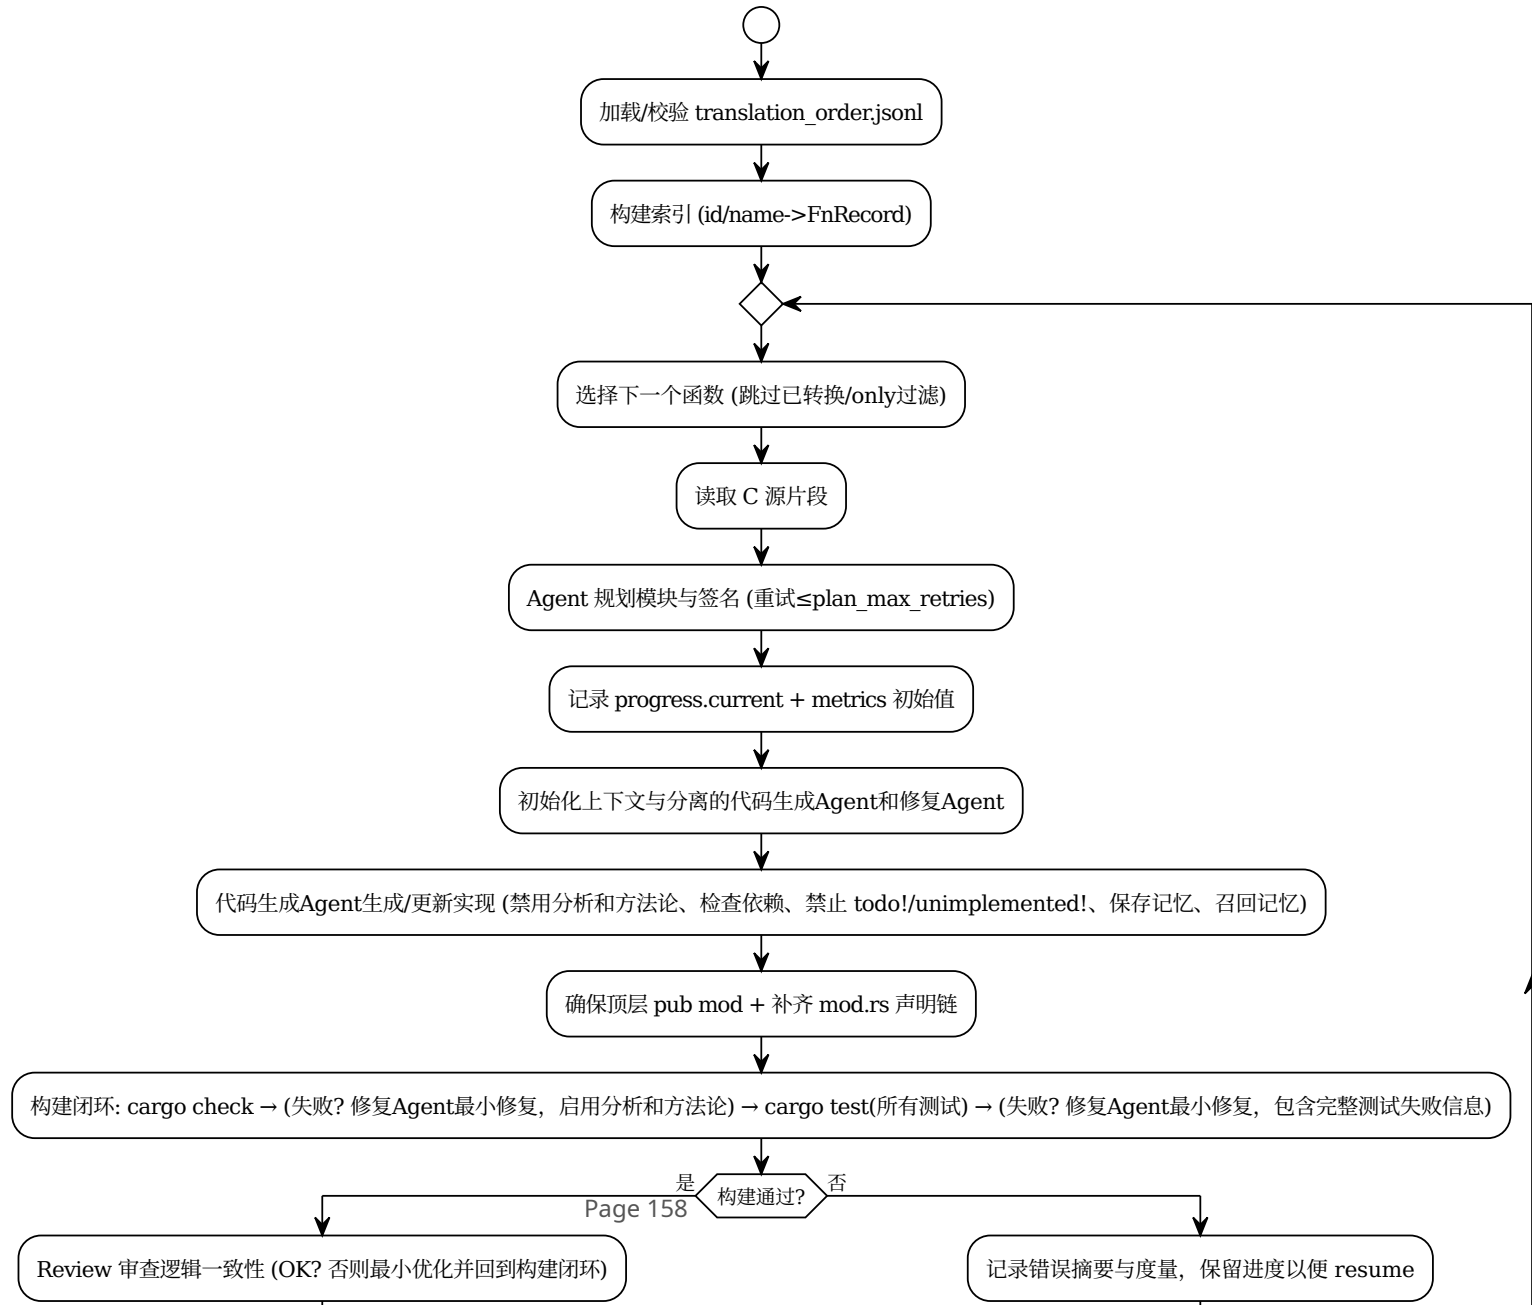 加载/校验 translation_order.jsonl
构建索引 (id/name->FnRecord)
选择下一个函数 (跳过已转换/only过滤)
读取 C 源片段
Agent 规划模块与签名 (重试≤plan_max_retries)
记录 progress.current + metrics 初始值
初始化上下文与分离的代码生成Agent和修复Agent
代码生成Agent生成/更新实现 (禁用分析和方法论、检查依赖、禁止 todo!/unimplemented!、保存记忆、召回记忆)
确保顶层 pub mod + 补齐 mod.rs 声明链
构建闭环: cargo check → (失败? 修复Agent最小修复，启用分析和方法论) → cargo test(所有测试) → (失败? 修复Agent最小修复，包含完整测试失败信息)
是
构建通过?
否
Page 158
Review 审查逻辑一致性 (OK? 否则最小优化并回到构建闭环)
记录错误摘要与度量，保留进度以便 resume